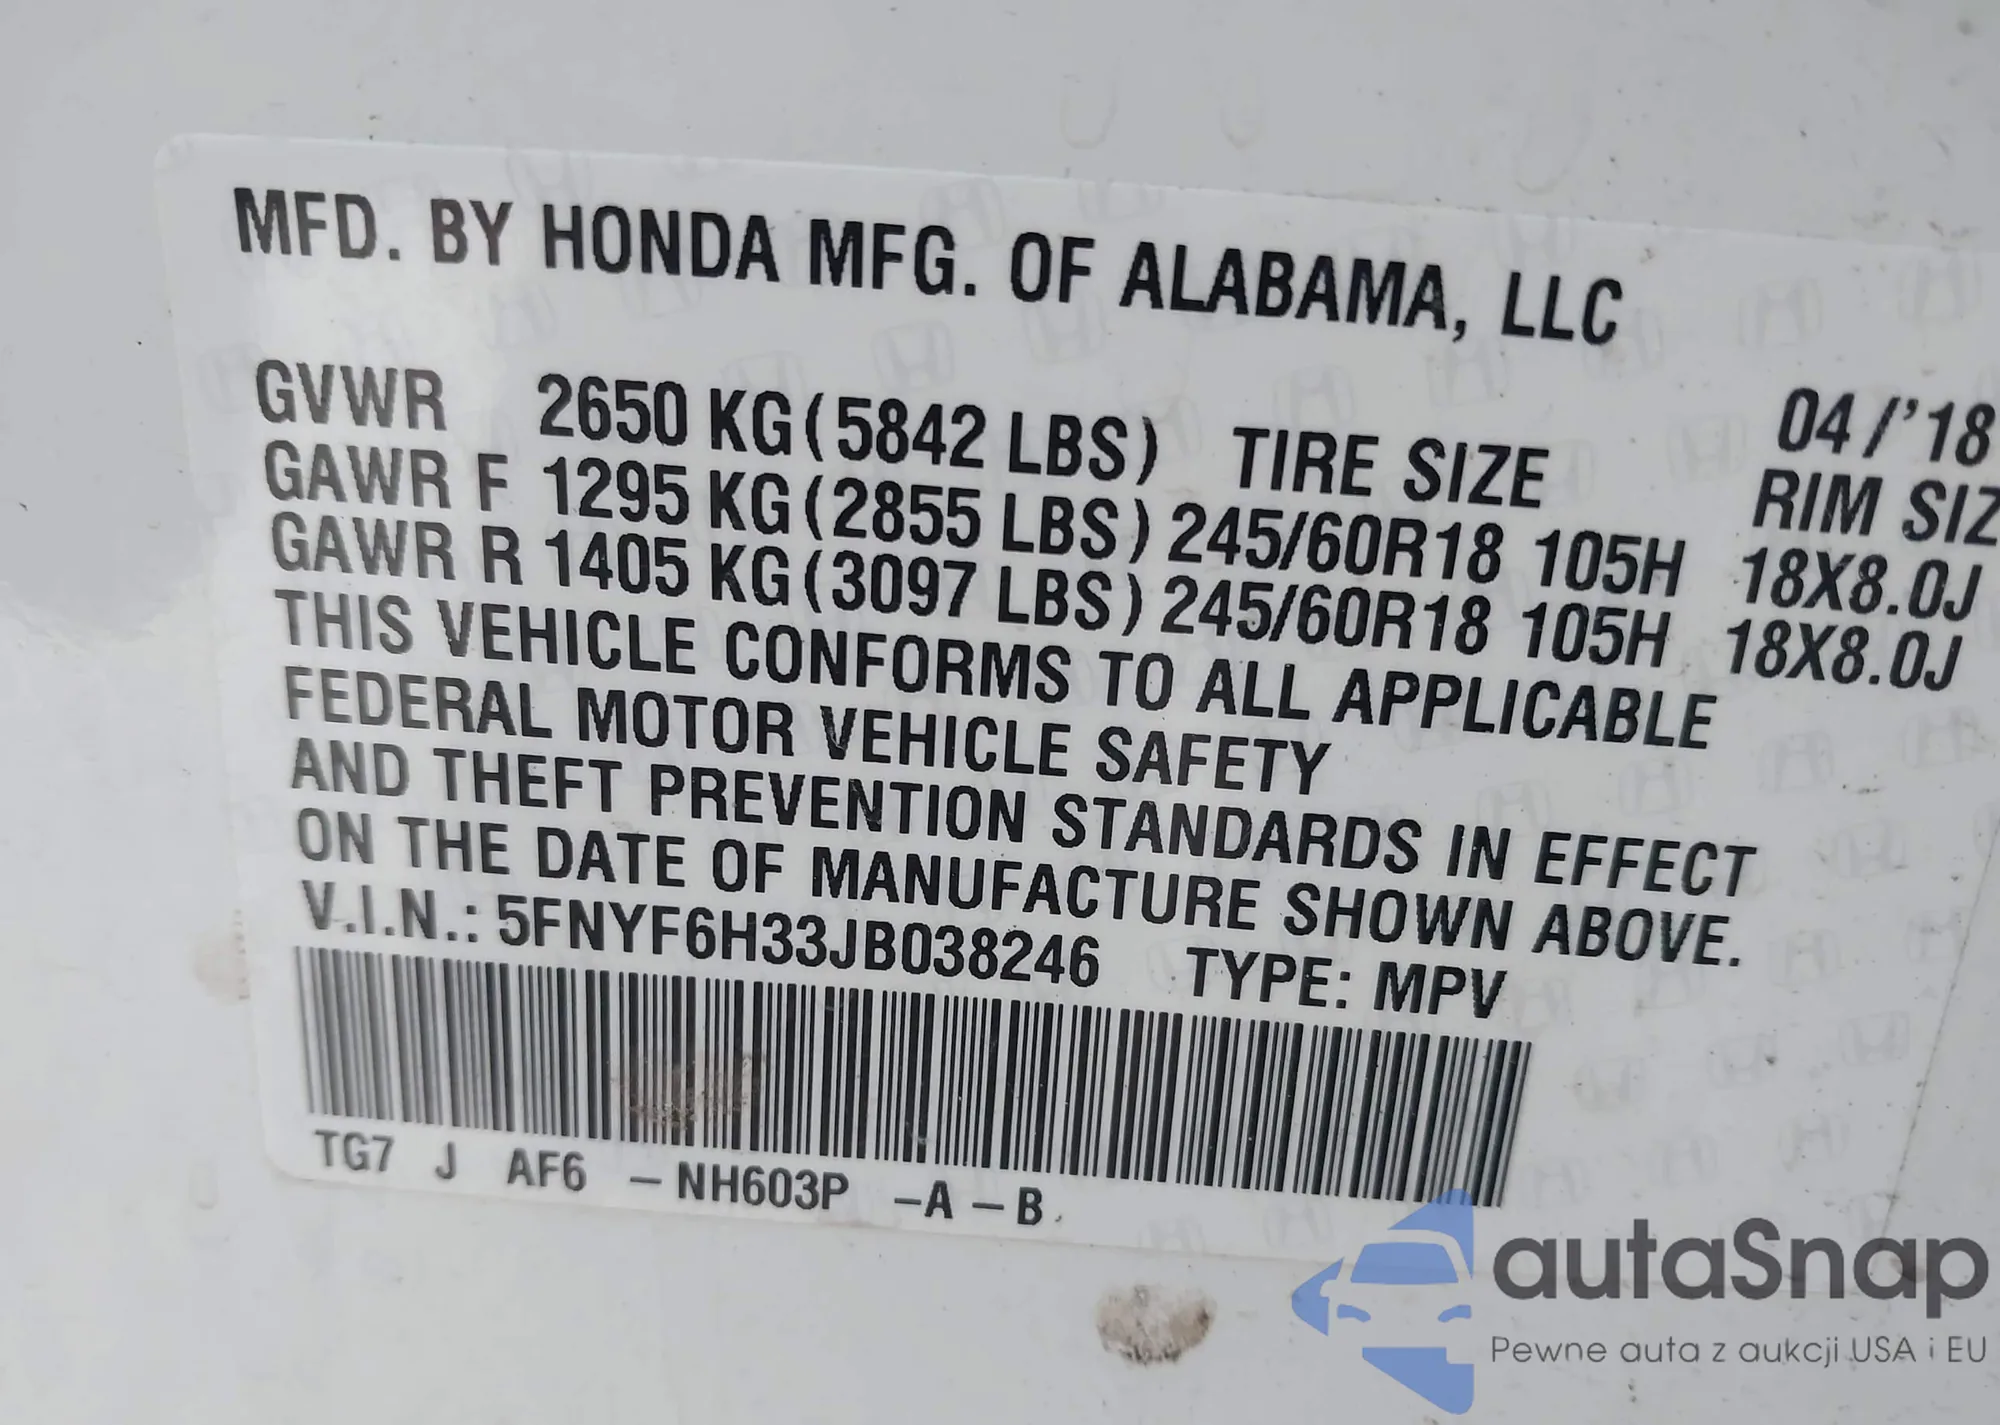 MFD. BY HONDA MFG. OF ALABAMA, LLC
04/'18
GVWR 2650 KG(5842 LBS) TIRE SIZE RIM SIZ
GAWR F 1295 KG(2855 LBS) 245/60R18 105H 18X8.0J
GAWR R 1405 KG(3097 LBS) 245/60R18 105H 18X8.0J
THIS VEHICLE CONFORMS TO ALL APPLICABLE
FEDERAL MOTOR VEHICLE SAFETY
AND THEFT PREVENTION STANDARDS IN EFFECT
ON THE DATE OF MANUFACTURE SHOWN ABOVE.
V.I.N.: 5FNYF6H33JB038246 TYPE: MPV
TG7 J AF6 –NH603P –A –B
autaSnap
Pewne auta z aukcji USA i EU